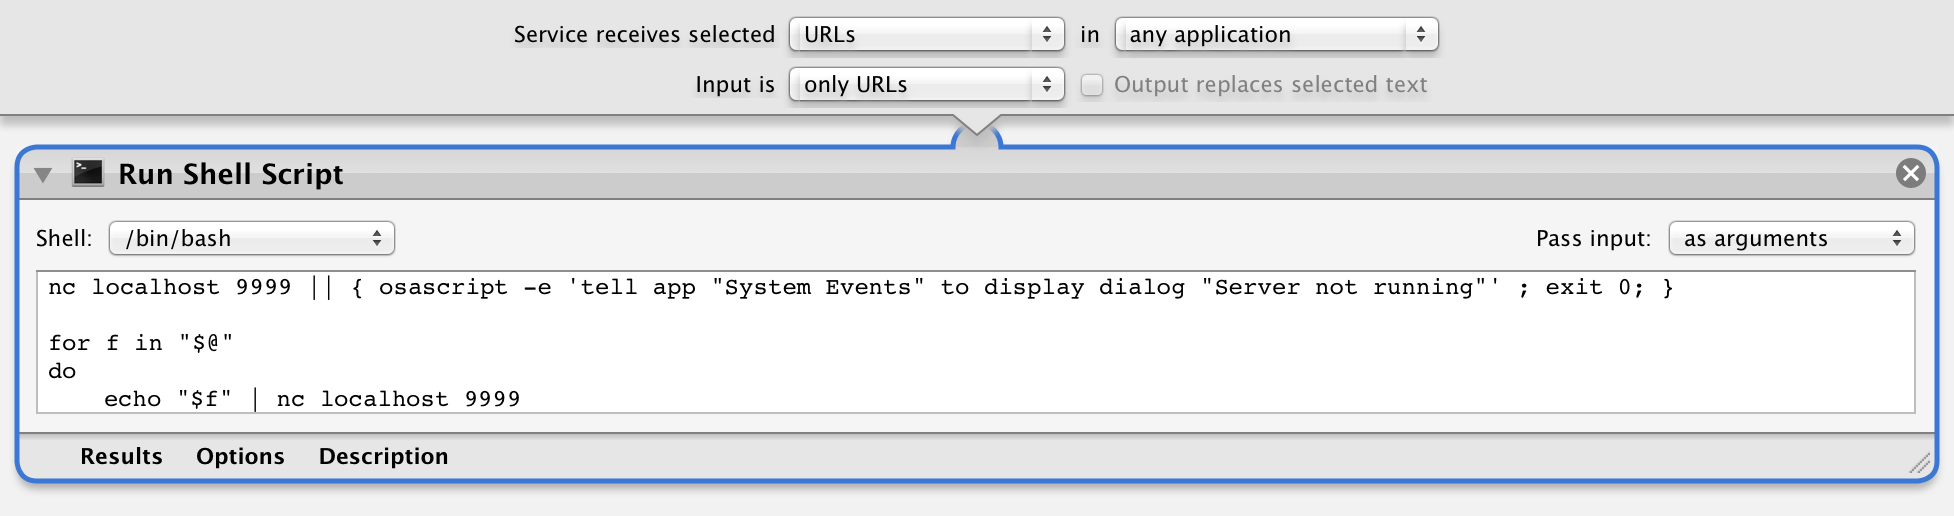 Service receives selected URLs in any application
Input is only URLs Output replaces selected text
Run Shell Script
Shell: /bin/bash Pass input: as arguments
nc localhost 9999 || { osascript -e 'tell app "System Events" to display dialog "Server not running"' ; exit 0; }
for f in "$@"
do
    echo "$f" | nc localhost 9999
Results Options Description